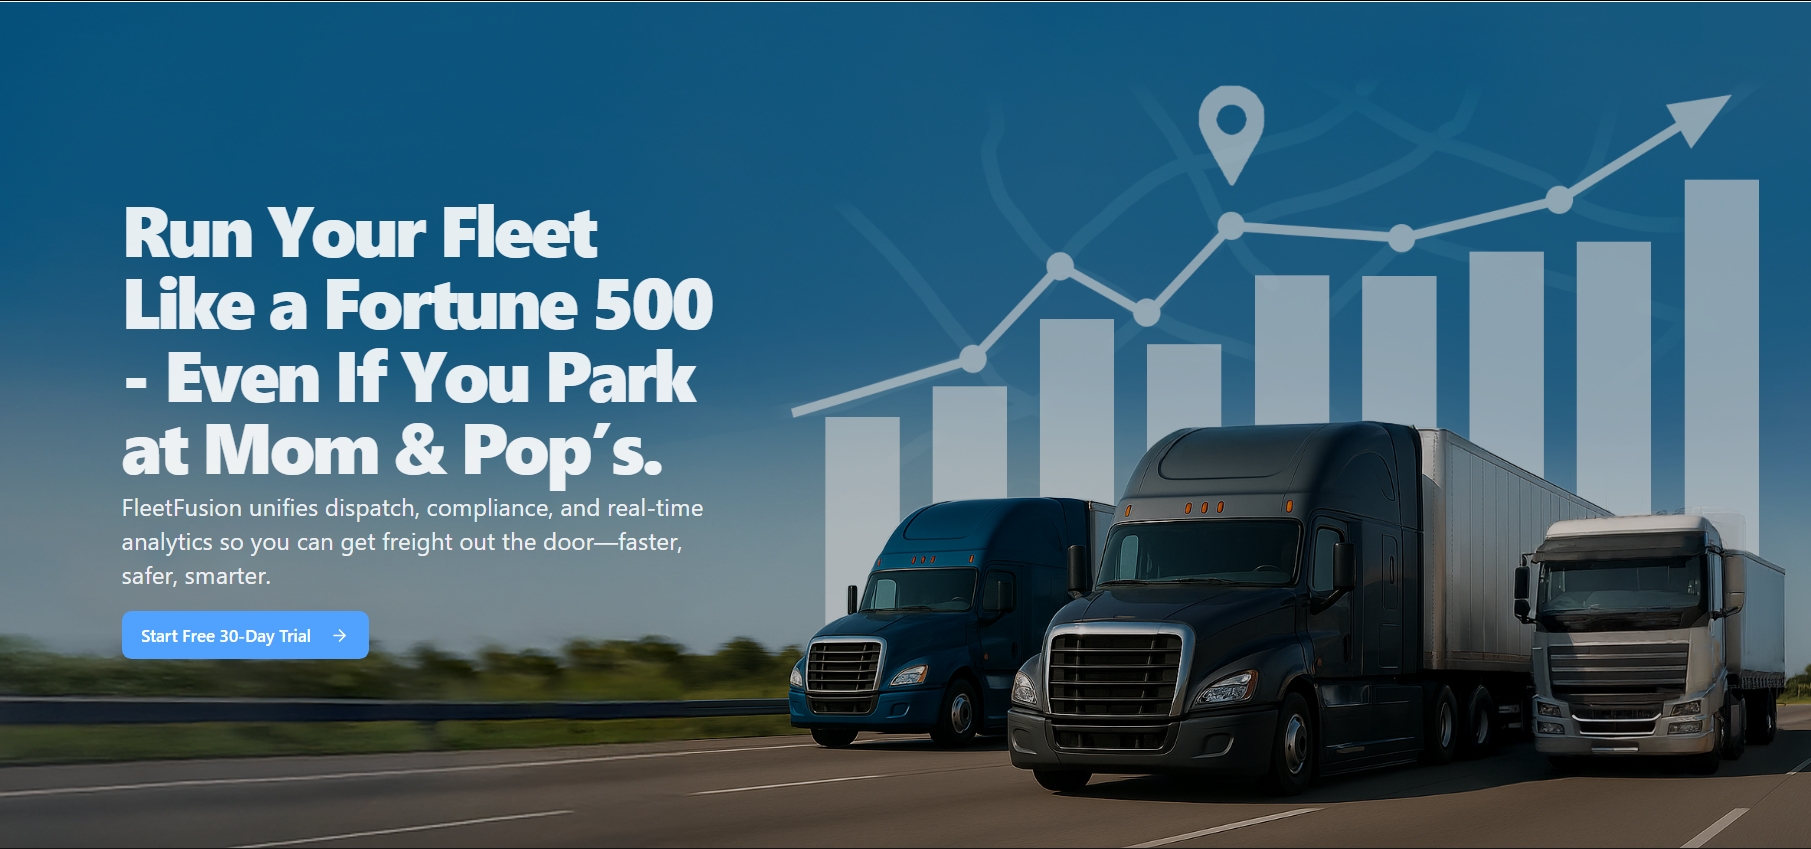 Run Your Fleet
Like a Fortune 500
- Even If You Park
at Mom & Pop´s.
FleetFusion unifies dispatch, compliance, and real-time
analytics so you can get freight out the door—faster,
safer, smarter.
Start Free 30-Day Trial →